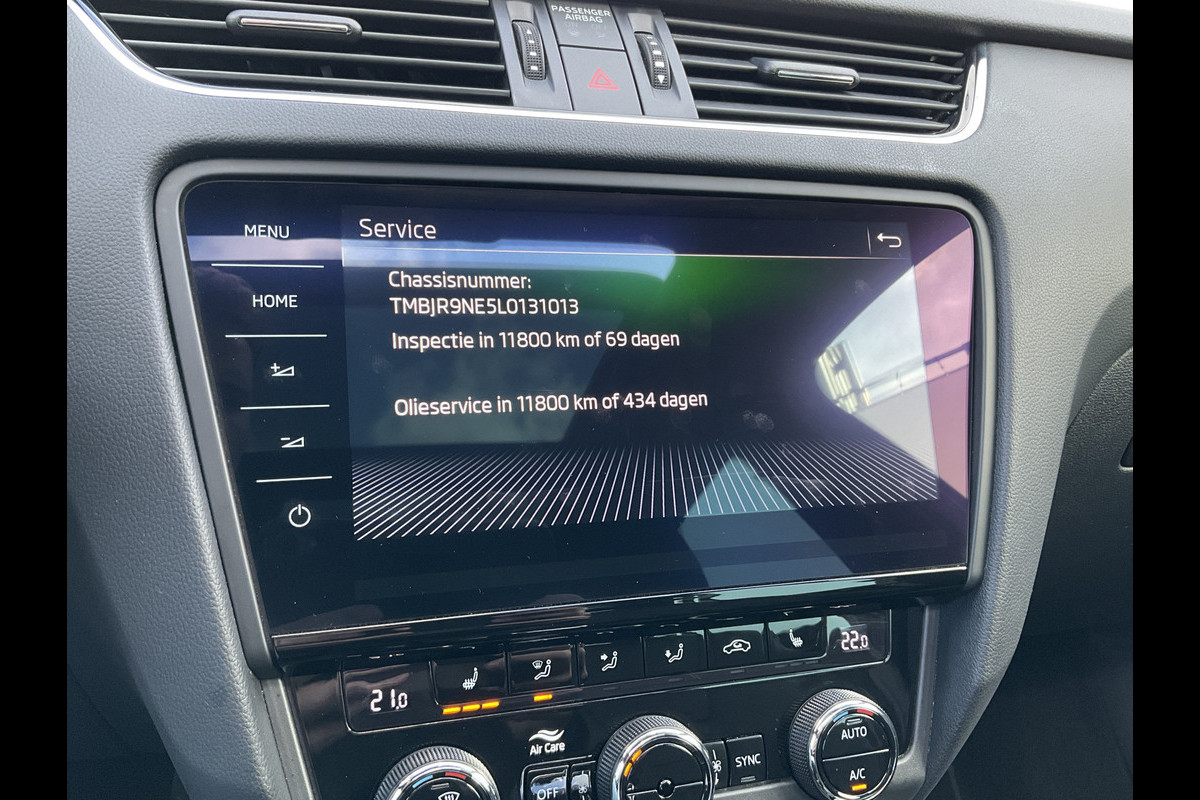 PASSENGER
AIRBAG
MENU
Service
Chassisnummer:
TMBJR9NE5L0131013
HOME
Inspectie in 11800 km of 69 dagen
Olieservice in 11800 km of 434 dagen
21.0
22.0
Air Care
OFF
SYNC
AUTO
A/C